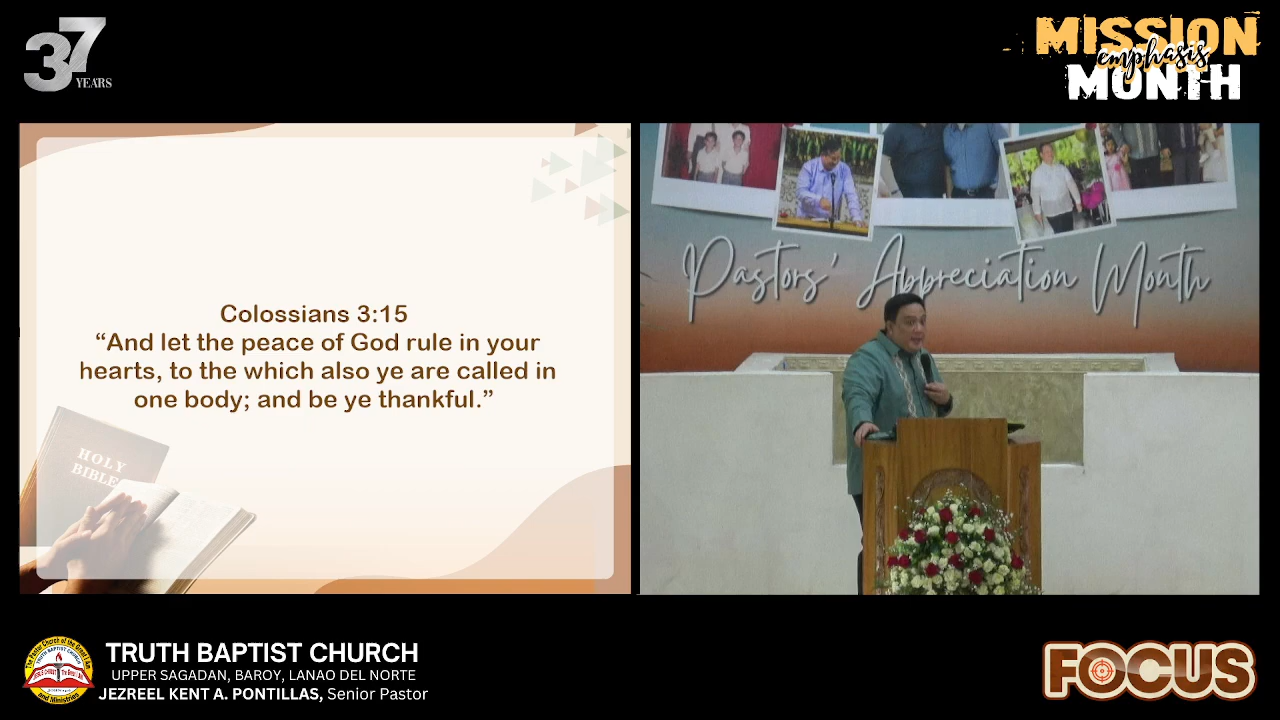 37
YEARS
MISSION
emphasis
MONTH
Colossians 3:15
“And let the peace of God rule in your
hearts, to the which also ye are called in
one body; and be ye thankful.”
HOLY
BIBLE
Pastors’ Appreciation Month
TRUTH BAPTIST CHURCH
UPPER SAGADAN, BAROY, LANAO DEL NORTE
JEZREEL KENT A. PONTILLAS, Senior Pastor
FOCUS